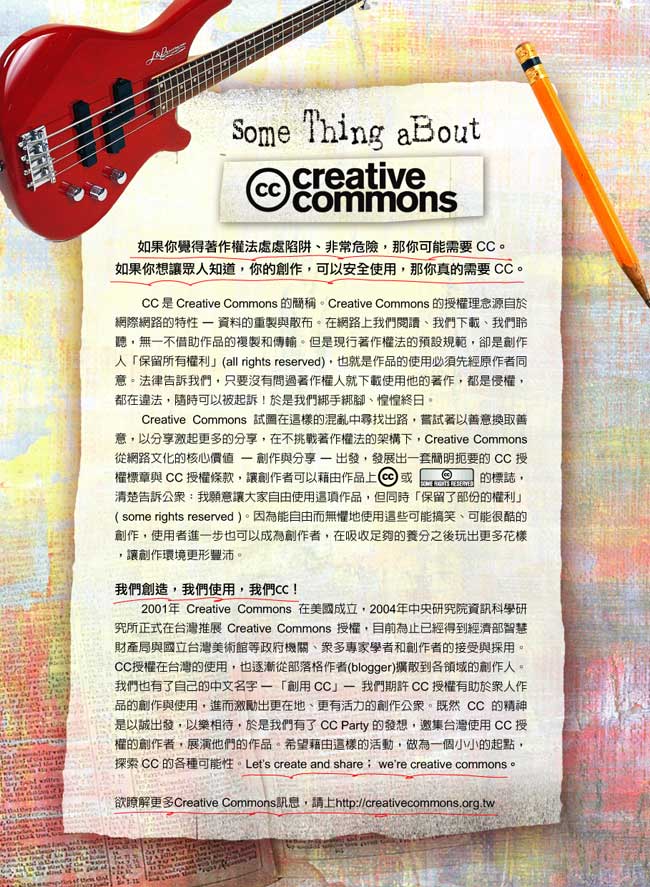 Some Thing aBout
cc creative
commons
如果你覺得著作權法處處陷阱、非常危險，那你可能需要 CC。
如果你想讓眾人知道，你的創作，可以安全使用，那你真的需要 CC。
CC 是 Creative Commons 的簡稱。Creative Commons 的授權理念源自於
網際網路的特性 — 資料的重製與散布。在網路上我們閱讀、我們下載、我們聆
聽，無一不借助作品的複製和傳輸。但是現行著作權法的預設規範，卻是創作
人「保留所有權利」(all rights reserved)，也就是作品的使用必須先經原作者同
意。法律告訴我們，只要沒有問過著作權人就下載使用他的著作，都是侵權，
都在違法，隨時可以被起訴！於是我們綁手綁腳、惶惶終日。
Creative Commons 試圖在這樣的混亂中尋找出路，嘗試著以善意換取善
意，以分享激起更多的分享，在不挑戰著作權法的架構下，Creative Commons
從網路文化的核心價值 — 創作與分享 — 出發，發展出一套簡明扼要的 CC 授
權標章與 CC 授權條款，讓創作者可以藉由作品上 cc 或 SOME RIGHTS RESERVED 的標誌，
清楚告訴公眾：我願意讓大家自由使用這項作品，但同時「保留了部份的權利」
( some rights reserved )。因為能自由而無懼地使用這些可能搞笑、可能很酷的
創作，使用者進一步也可以成為創作者，在吸收足夠的養分之後玩出更多花樣
，讓創作環境更形豐沛。
我們創造，我們使用，我們CC！
2001年 Creative Commons 在美國成立，2004年中央研究院資訊科學研
究所正式在台灣推展 Creative Commons 授權，目前為止已經得到經濟部智慧
財產局與國立台灣美術館等政府機關、眾多專家學者和創作者的接受與採用。
CC授權在台灣的使用，也逐漸從部落格作者(blogger)擴散到各領域的創作人。
我們也有了自己的中文名字 —「創用 CC」— 我們期許 CC 授權有助於眾人作
品的創作與使用，進而激勵出更在地、更有活力的創作公眾。既然 CC 的精神
是以誠出發，以樂相待，於是我們有了 CC Party 的發想，邀集台灣使用 CC 授
權的創作者，展演他們的作品。希望藉由這樣的活動，做為一個小小的起點，
探索 CC 的各種可能性。Let's create and share； we're creative commons。
欲瞭解更多Creative Commons訊息，請上http://creativecommons.org.tw